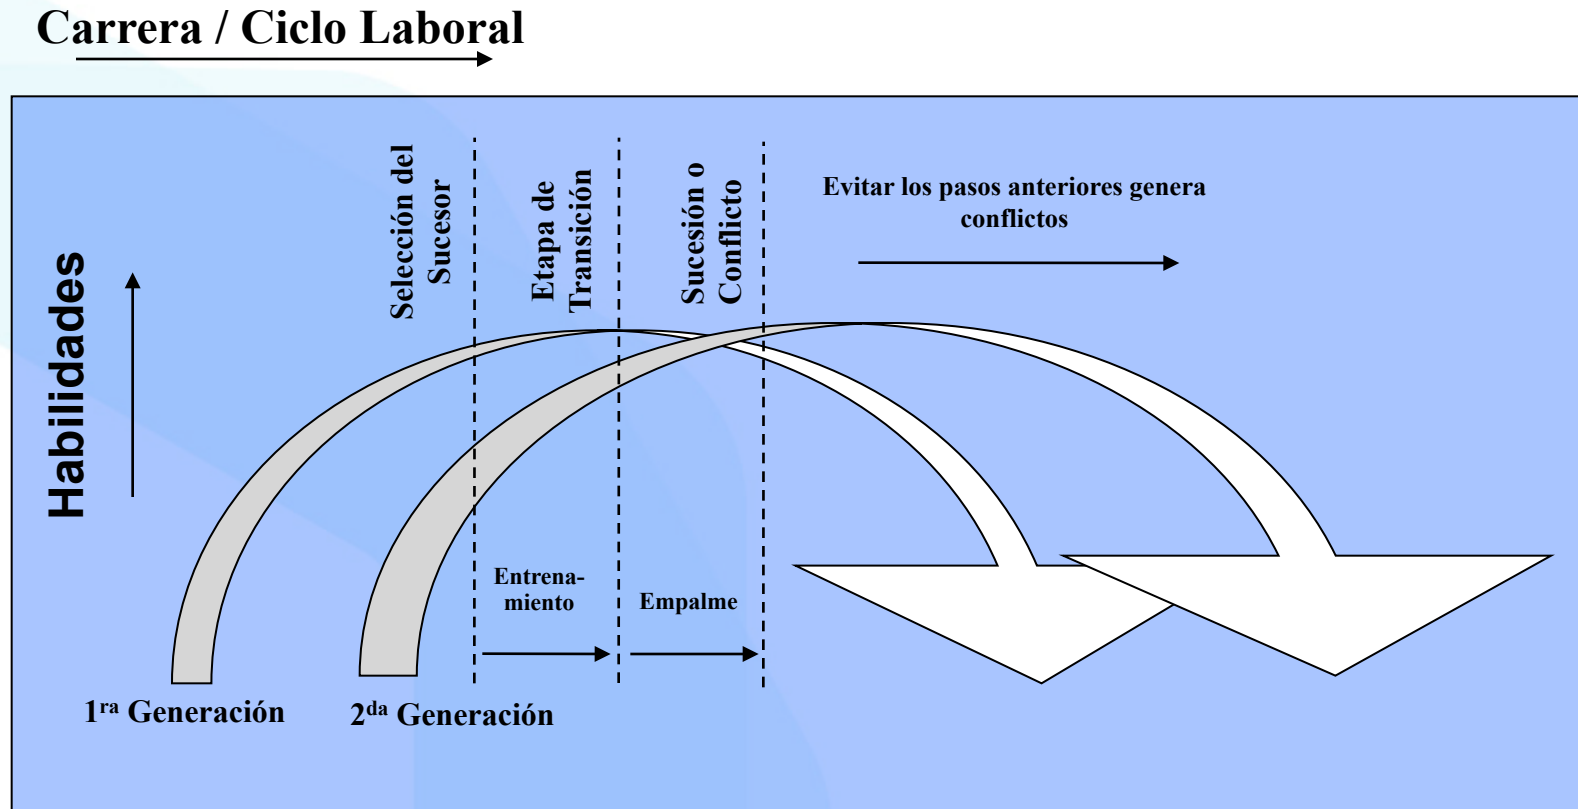 Carrera / Ciclo Laboral
Habilidades
Selección del
Sucesor
Etapa de
Transición
Sucesión o
Conflicto
Evitar los pasos anteriores genera
conflictos
Entrena-
miento
Empalme
1ra Generación
2da Generación